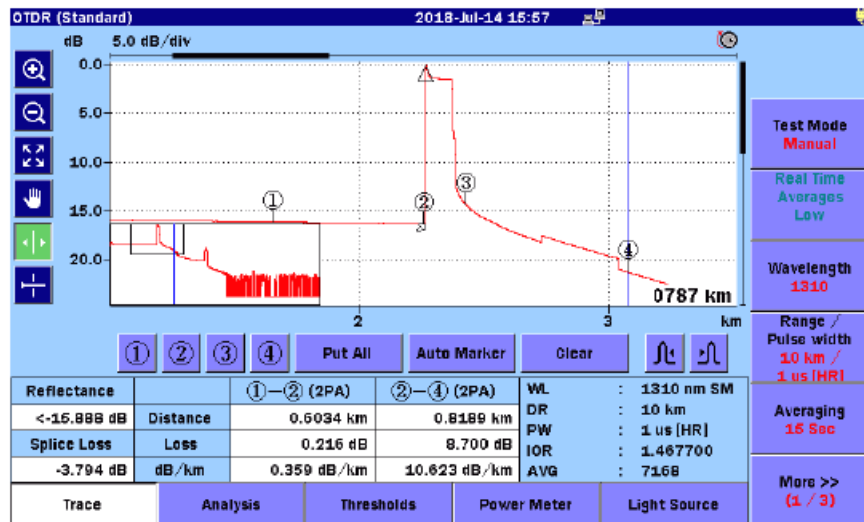 OTDR (Standard) 2018-Jul-14 15:57
dB 5.0 dB/div
0.0
5.0
10.0
15.0
20.0
① ② ③ ④
0787 km
2 3 km
① ② ③ ④ Put All Auto Marker Clear
Reflectance ①—② (2PA) ②—④ (2PA)
<-15.888 dB Distance 0.6034 km 0.8189 km
Splice Loss Loss 0.216 dB 8.700 dB
-3.794 dB dB/km 0.359 dB/km 10.623 dB/km
WL : 1310 nm SM
DR : 10 km
PW : 1 us [HR]
IOR : 1.467700
AVG : 7168
Trace Analysis Thresholds Power Meter Light Source
Test Mode
Manual
Real Time
Averages
Low
Wavelength
1310
Range /
Pulse width
10 km /
1 us [HR]
Averaging
15 Sec
More >>
(1 / 3)